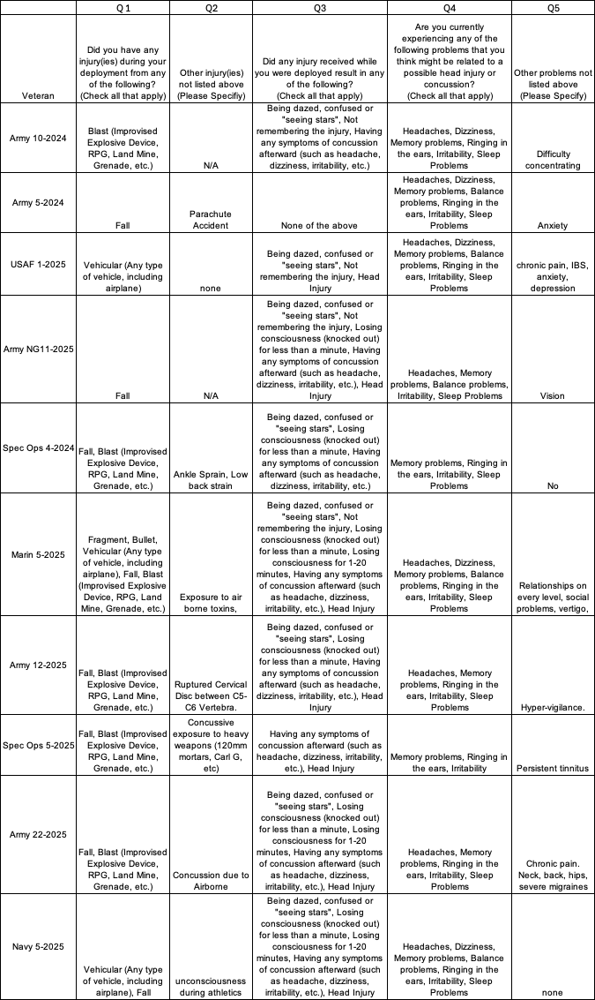 Q 1
Q2
Q3
Q4
Q5
Veteran
Did you have any
injury(ies) during your
deployment from any
of the following?
(Check all that apply)
Other injury(ies)
not listed above
(Please Specifiy)
Did any injury received while
you were deployed result in any
of the following?
(Check all that apply)
Are you currently
experiencing any of the
following problems that you
think might be related to a
possible head injury or
concussion?
(Check all that apply)
Other problems not
listed above
(Please Specify)
Army 10-2024
Blast (Improvised
Explosive Device,
RPG, Land Mine,
Grenade, etc.)
N/A
Being dazed, confused or
"seeing stars", Not
remembering the injury, Having
any symptoms of concussion
afterward (such as headache,
dizziness, irritability, etc.)
Headaches, Dizziness,
Memory problems, Ringing in
the ears, Irritability, Sleep
Problems
Difficulty
concentrating
Army 5-2024
Fall
Parachute
Accident
None of the above
Headaches, Dizziness,
Memory problems, Balance
problems, Ringing in the
ears, Irritability, Sleep
Problems
Anxiety
USAF 1-2025
Vehicular (Any type
of vehicle, including
airplane)
none
Being dazed, confused or
"seeing stars", Not
remembering the injury, Head
Injury
Headaches, Dizziness,
Memory problems, Balance
problems, Ringing in the
ears, Irritability, Sleep
Problems
chronic pain, IBS,
anxiety,
depression
Army NG11-2025
Fall
N/A
Being dazed, confused or
"seeing stars", Not
remembering the injury, Losing
consciousness (knocked out)
for less than a minute, Having
any symptoms of concussion
afterward (such as headache,
dizziness, irritability, etc.), Head
Injury
Headaches, Memory
problems, Balance problems,
Irritability, Sleep Problems
Vision
Spec Ops 4-2024
Fall, Blast (Improvised
Explosive Device,
RPG, Land Mine,
Grenade, etc.)
Ankle Sprain, Low
back strain
Being dazed, confused or
"seeing stars", Losing
consciousness (knocked out)
for less than a minute, Having
any symptoms of concussion
afterward (such as headache,
dizziness, irritability, etc.)
Memory problems, Ringing in
the ears, Irritability, Sleep
Problems
No
Marin 5-2025
Fragment, Bullet,
Vehicular (Any type
of vehicle, including
airplane), Fall, Blast
(Improvised Explosive
Device, RPG, Land
Mine, Grenade, etc.)
Exposure to air
borne toxins,
Being dazed, confused or
"seeing stars", Not
remembering the injury, Losing
consciousness (knocked out)
for less than a minute, Losing
consciousness for 1-20
minutes, Having any symptoms
of concussion afterward (such
as headache, dizziness,
irritability, etc.), Head Injury
Headaches, Dizziness,
Memory problems, Balance
problems, Ringing in the
ears, Irritability, Sleep
Problems
Relationships on
every level, social
problems, vertigo,
Army 12-2025
Fall, Blast (Improvised
Explosive Device,
RPG, Land Mine,
Grenade, etc.)
Ruptured Cervical
Disc between C5-
C6 Vertebra.
Being dazed, confused or
"seeing stars", Losing
consciousness (knocked out)
for less than a minute, Having
any symptoms of concussion
afterward (such as headache,
dizziness, irritability, etc.), Head
Injury
Headaches, Memory
problems, Ringing in the
ears, Irritability, Sleep
Problems
Hyper-vigilance.
Spec Ops 5-2025
Fall, Blast (Improvised
Explosive Device,
RPG, Land Mine,
Grenade, etc.)
Concussive
exposure to heavy
weapons (120mm
mortars, Carl G,
etc)
Having any symptoms of
concussion afterward (such as
headache, dizziness, irritability,
etc.), Head Injury
Memory problems, Ringing in
the ears, Irritability
Persistent tinnitus
Army 22-2025
Fall, Blast (Improvised
Explosive Device,
RPG, Land Mine,
Grenade, etc.)
Concussion due to
Airborne
Being dazed, confused or
"seeing stars", Losing
consciousness (knocked out)
for less than a minute, Losing
consciousness for 1-20
minutes, Having any symptoms
of concussion afterward (such
as headache, dizziness,
irritability, etc.), Head Injury
Headaches, Memory
problems, Ringing in the
ears, Irritability, Sleep
Problems
Chronic pain.
Neck, back, hips,
severe migraines
Navy 5-2025
Vehicular (Any type
of vehicle, including
airplane), Fall
unconsciousness
during athletics
Being dazed, confused or
"seeing stars", Losing
consciousness (knocked out)
for less than a minute, Losing
consciousness for 1-20
minutes, Having any symptoms
of concussion afterward (such
as headache, dizziness,
irritability, etc.), Head Injury
Headaches, Dizziness,
Memory problems, Balance
problems, Ringing in the
ears, Irritability, Sleep
Problems
none